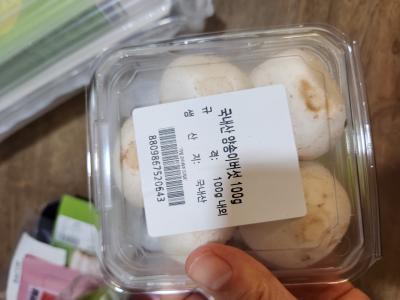 국내산 양송이버섯 100g
규 격: 100g 내외
생 산 지: 국내산
8809867520643